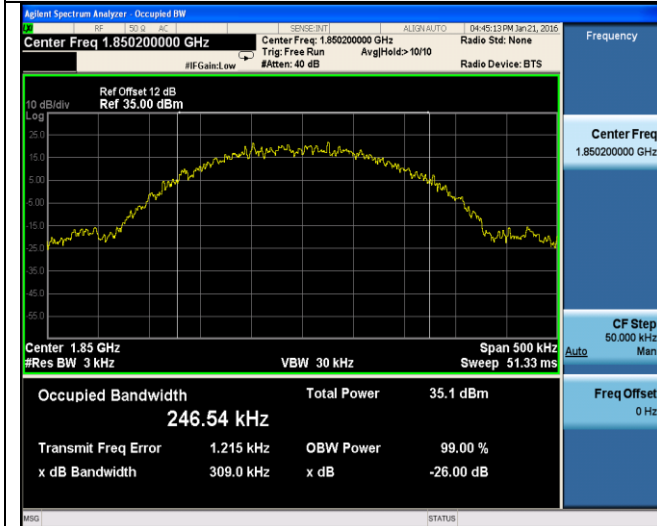 Agilent Spectrum Analyzer - Occupied BW
RF 50 Ω AC SENSE:INT ALIGN AUTO 04:45:13 PM Jan 21, 2016
Center Freq 1.850200000 GHz
Center Freq: 1.850200000 GHz
Radio Std: None
Trig: Free Run Avg|Hold:> 10/10
#IFGain:Low #Atten: 40 dB Radio Device: BTS
Frequency
Ref Offset 12 dB
10 dB/div Ref 35.00 dBm
Log
25.0
15.0
5.00
-5.00
-15.0
-25.0
-35.0
-45.0
-55.0
Center Freq
1.850200000 GHz
CF Step
50.000 kHz
Auto Man
Freq Offset
0 Hz
Center 1.85 GHz Span 500 kHz
#Res BW 3 kHz VBW 30 kHz Sweep 51.33 ms
Occupied Bandwidth Total Power 35.1 dBm
246.54 kHz
Transmit Freq Error 1.215 kHz OBW Power 99.00 %
x dB Bandwidth 309.0 kHz x dB -26.00 dB
MSG STATUS